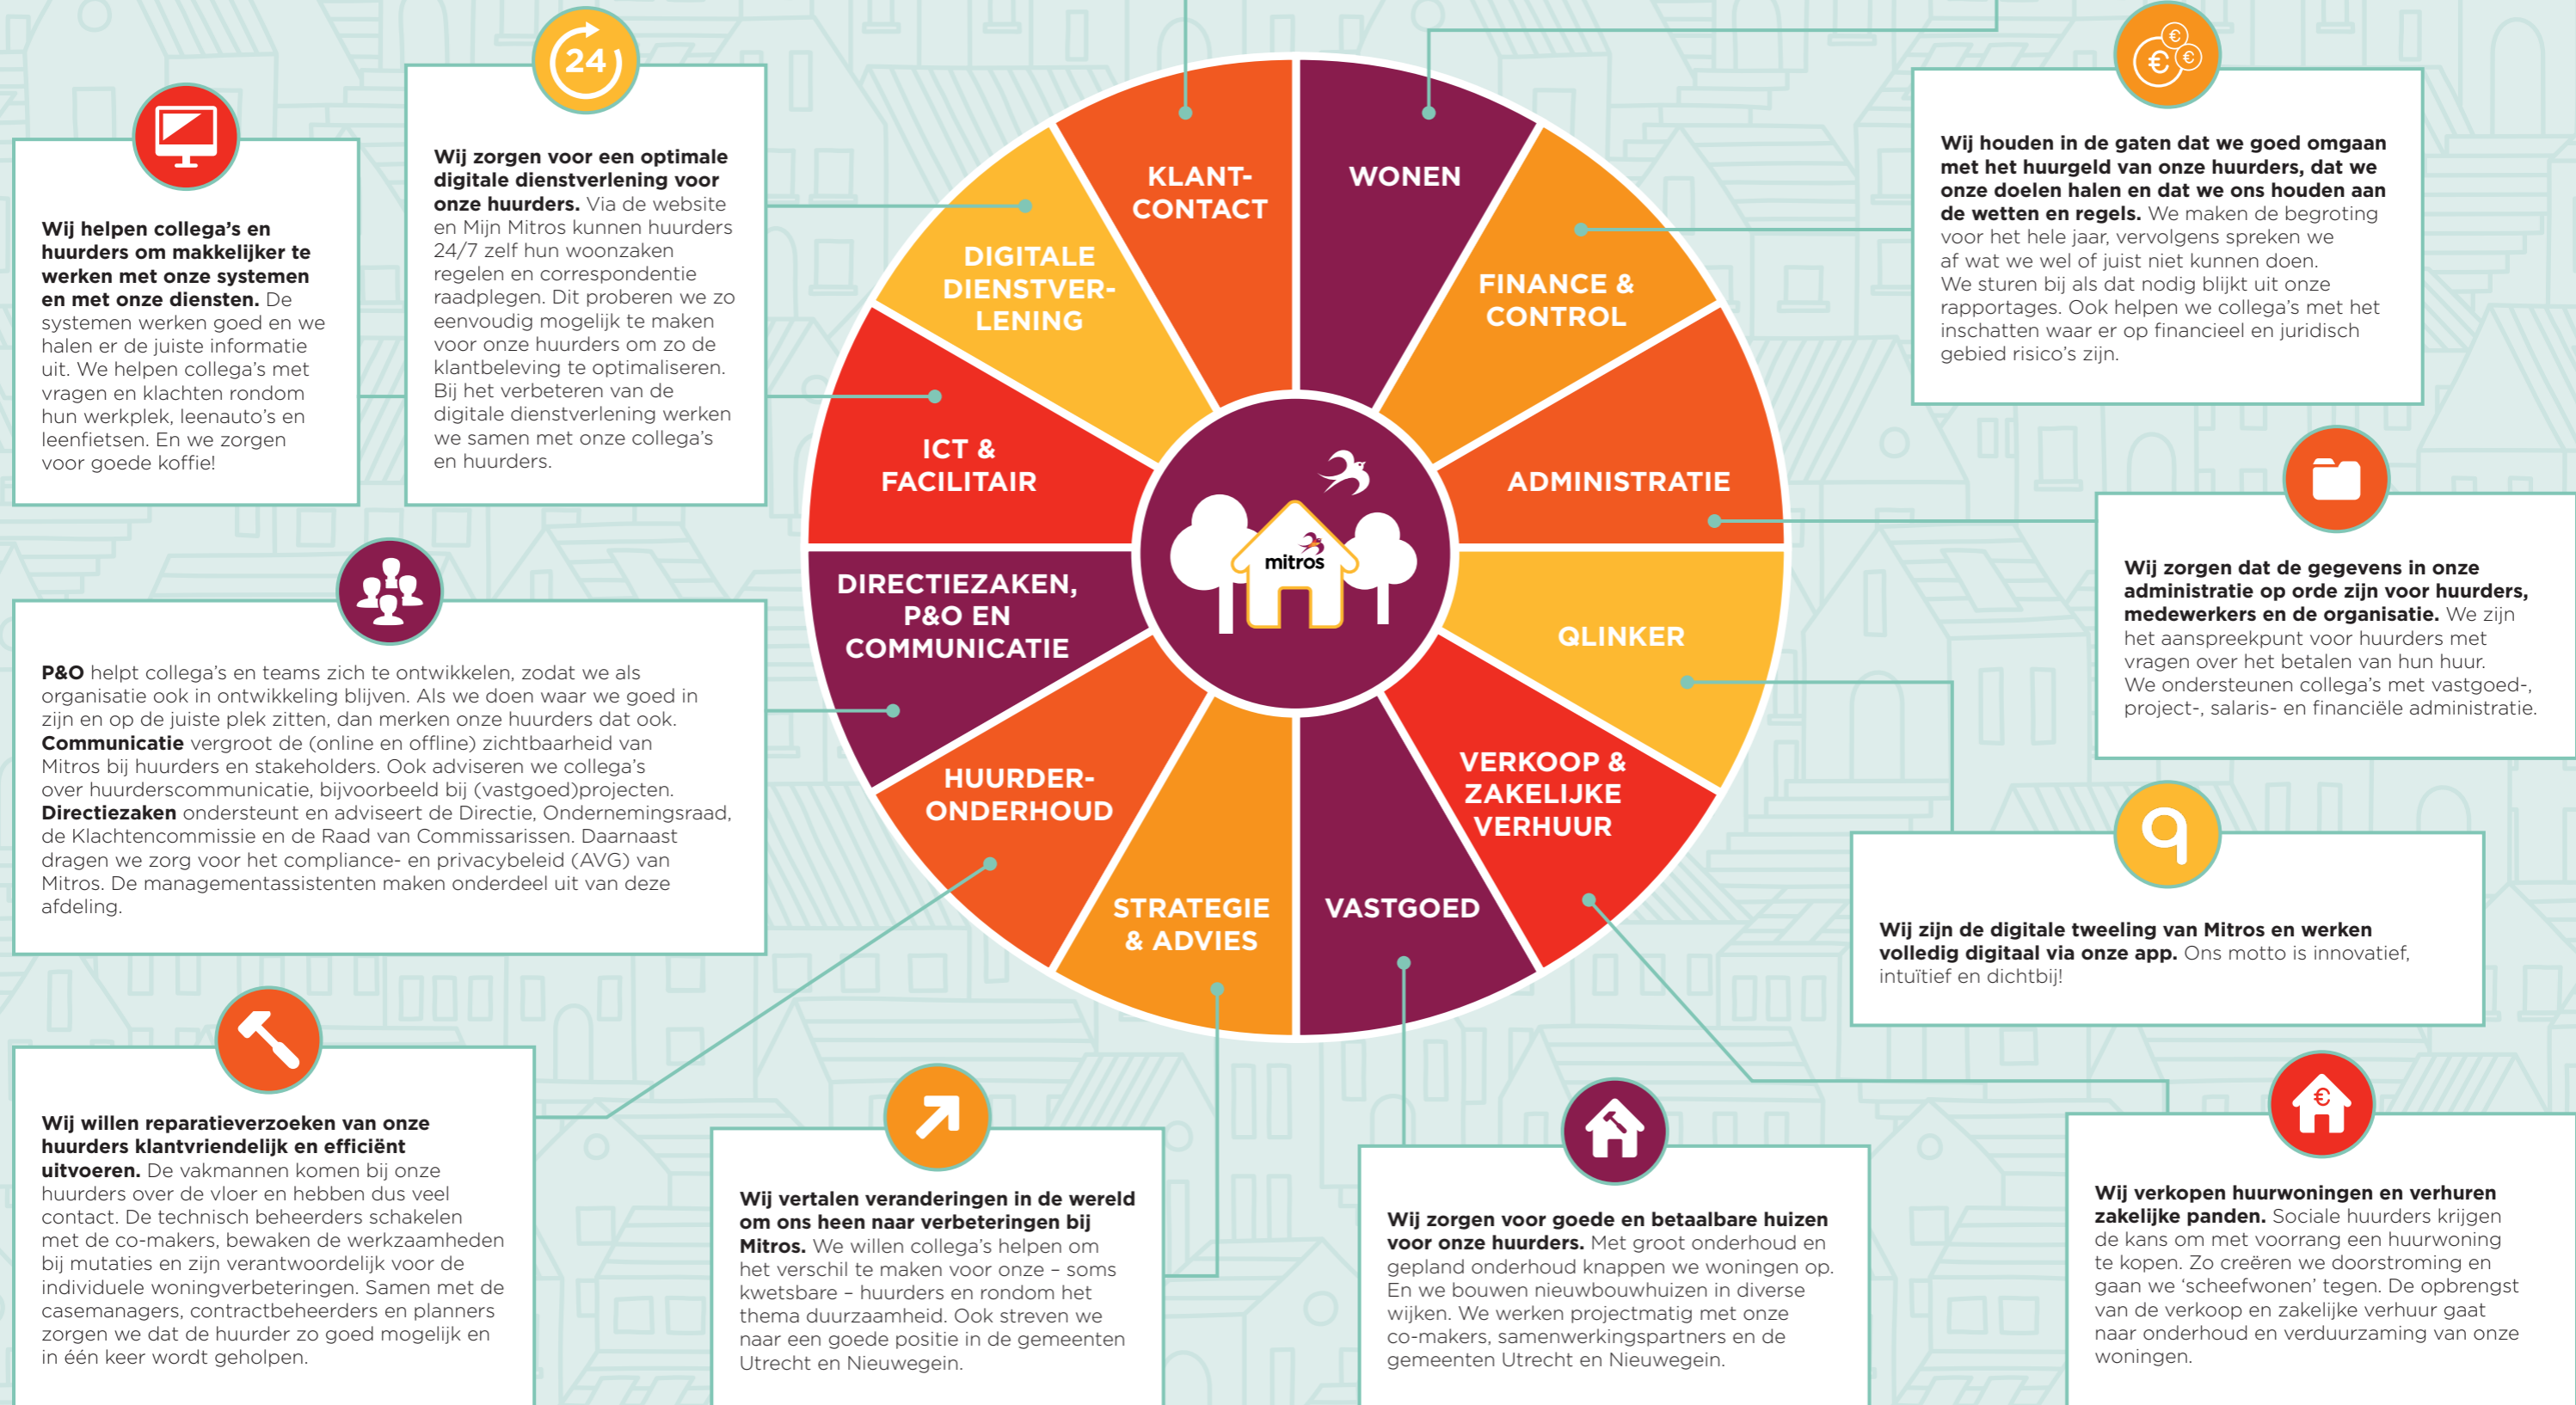 24
Wij helpen collega's en
huurders om makkelijker te
werken met onze systemen
en met onze diensten. De
systemen werken goed en we
halen er de juiste informatie
uit. We helpen collega's met
vragen en klachten rondom
hun werkplek, leenauto's en
leenfietsen. En we zorgen
voor goede koffie!
Wij zorgen voor een optimale
digitale dienstverlening voor
onze huurders. Via de website
en Mijn Mitros kunnen huurders
24/7 zelf hun woonzaken
regelen en correspondentie
raadplegen. Dit proberen we zo
eenvoudig mogelijk te maken
voor onze huurders om zo de
klantbeleving te optimaliseren.
Bij het verbeteren van de
digitale dienstverlening werken
we samen met onze collega's
en huurders.
KLANT-
CONTACT
WONEN
DIGITALE
DIENSTVER-
LENING
FINANCE &
CONTROL
ICT &
FACILITAIR
ADMINISTRATIE
mitros
DIRECTIEZAKEN,
P&O EN
COMMUNICATIE
QLINKER
HUURDER-
ONDERHOUD
VERKOOP &
ZAKELIJKE
VERHUUR
STRATEGIE
& ADVIES
VASTGOED
€ € €
Wij houden in de gaten dat we goed omgaan
met het huurgeld van onze huurders, dat we
onze doelen halen en dat we ons houden aan
de wetten en regels. We maken de begroting
voor het hele jaar, vervolgens spreken we
af wat we wel of juist niet kunnen doen.
We sturen bij als dat nodig blijkt uit onze
rapportages. Ook helpen we collega's met het
inschatten waar er op financieel en juridisch
gebied risico's zijn.
Wij zorgen dat de gegevens in onze
administratie op orde zijn voor huurders,
medewerkers en de organisatie. We zijn
het aanspreekpunt voor huurders met
vragen over het betalen van hun huur.
We ondersteunen collega's met vastgoed-,
project-, salaris- en financiële administratie.
P&O helpt collega's en teams zich te ontwikkelen, zodat we als
organisatie ook in ontwikkeling blijven. Als we doen waar we goed in
zijn en op de juiste plek zitten, dan merken onze huurders dat ook.
Communicatie vergroot de (online en offline) zichtbaarheid van
Mitros bij huurders en stakeholders. Ook adviseren we collega's
over huurderscommunicatie, bijvoorbeeld bij (vastgoed)projecten.
Directiezaken ondersteunt en adviseert de Directie, Ondernemingsraad,
de Klachtencommissie en de Raad van Commissarissen. Daarnaast
dragen we zorg voor het compliance- en privacybeleid (AVG) van
Mitros. De managementassistenten maken onderdeel uit van deze
afdeling.
q
Wij zijn de digitale tweeling van Mitros en werken
volledig digitaal via onze app. Ons motto is innovatief,
intuïtief en dichtbij!
Wij willen reparatieverzoeken van onze
huurders klantvriendelijk en efficiënt
uitvoeren. De vakmannen komen bij onze
huurders over de vloer en hebben dus veel
contact. De technisch beheerders schakelen
met de co-makers, bewaken de werkzaamheden
bij mutaties en zijn verantwoordelijk voor de
individuele woningverbeteringen. Samen met de
casemanagers, contractbeheerders en planners
zorgen we dat de huurder zo goed mogelijk en
in één keer wordt geholpen.
Wij vertalen veranderingen in de wereld
om ons heen naar verbeteringen bij
Mitros. We willen collega's helpen om
het verschil te maken voor onze – soms
kwetsbare – huurders en rondom het
thema duurzaamheid. Ook streven we
naar een goede positie in de gemeenten
Utrecht en Nieuwegein.
Wij zorgen voor goede en betaalbare huizen
voor onze huurders. Met groot onderhoud en
gepland onderhoud knappen we woningen op.
En we bouwen nieuwbouwhuizen in diverse
wijken. We werken projectmatig met onze
co-makers, samenwerkingspartners en de
gemeenten Utrecht en Nieuwegein.
€
Wij verkopen huurwoningen en verhuren
zakelijke panden. Sociale huurders krijgen
de kans om met voorrang een huurwoning
te kopen. Zo creëren we doorstroming en
gaan we 'scheefwonen' tegen. De opbrengst
van de verkoop en zakelijke verhuur gaat
naar onderhoud en verduurzaming van onze
woningen.